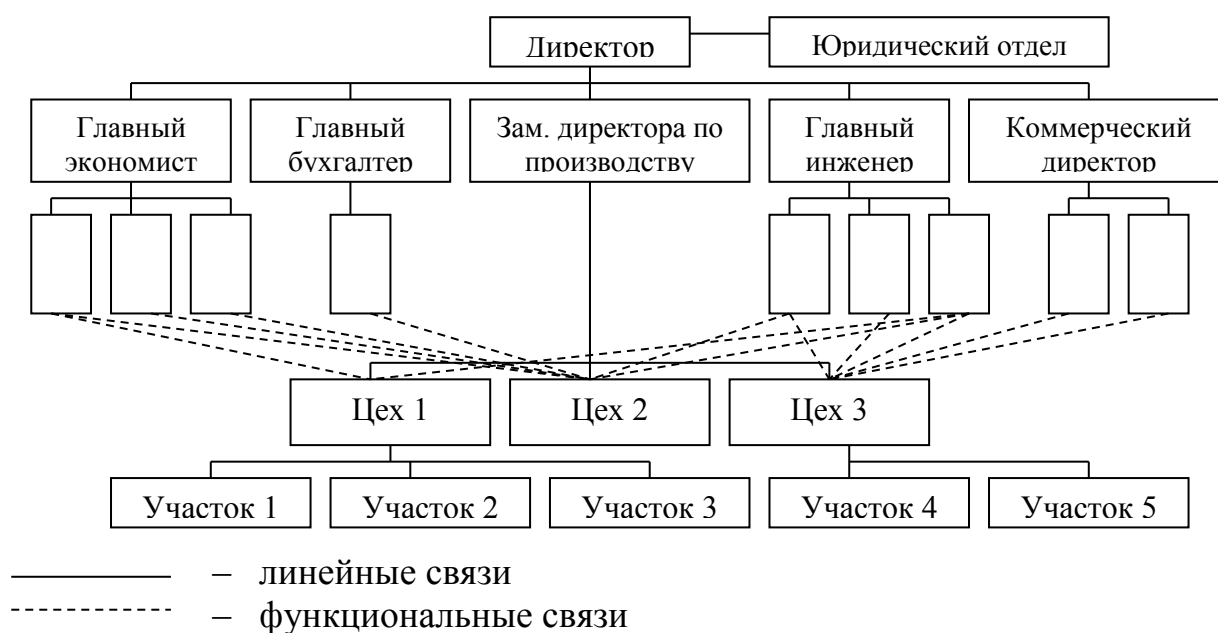 Директор
Юридический отдел
Главный
экономист
Главный
бухгалтер
Зам. директора по
производству
Главный
инженер
Коммерческий
директор
Цех 1
Цех 2
Цех 3
Участок 1
Участок 2
Участок 3
Участок 4
Участок 5
– линейные связи
– функциональные связи